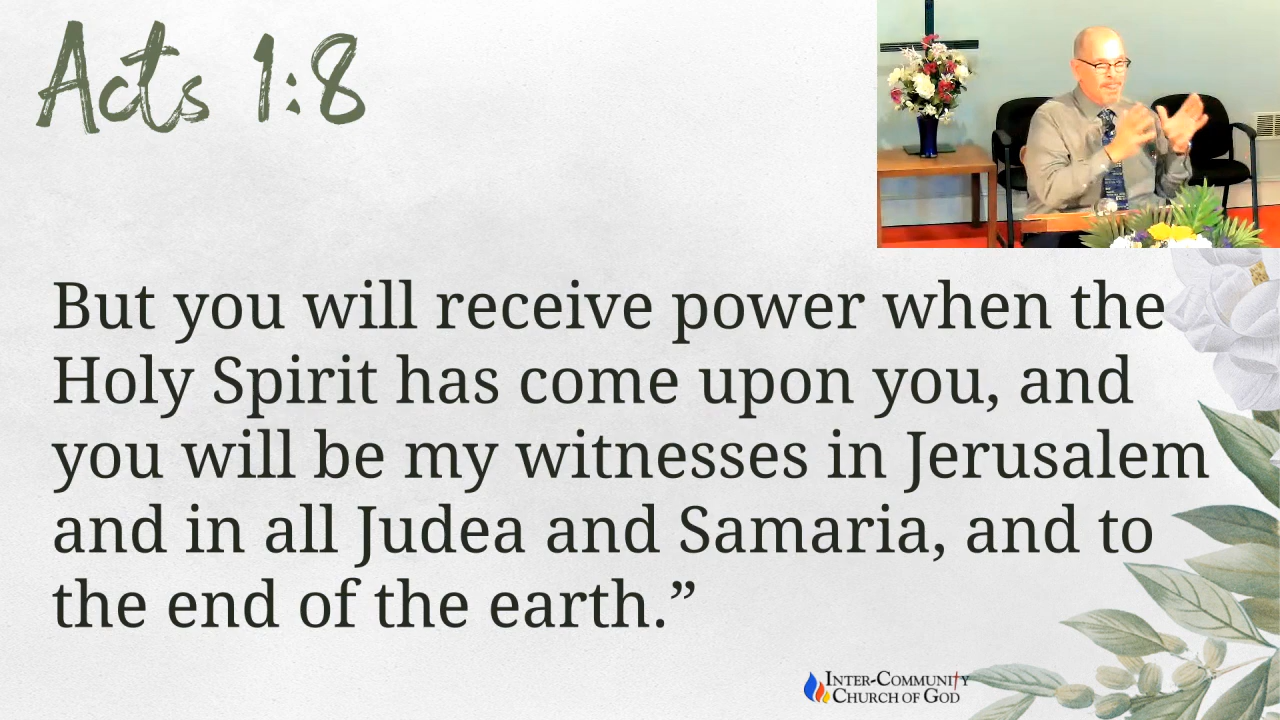 Acts 1:8
But you will receive power when the
Holy Spirit has come upon you, and
you will be my witnesses in Jerusalem
and in all Judea and Samaria, and to
the end of the earth.”
Inter-Community
Church of God